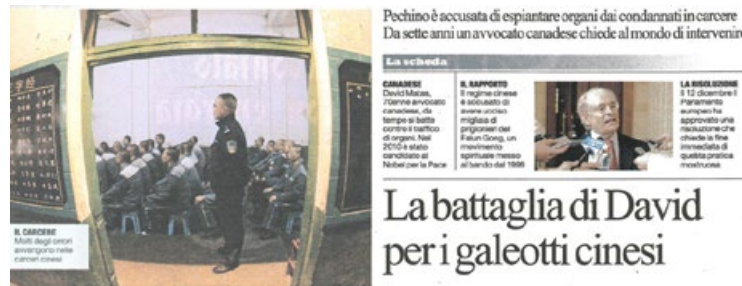 Pechino è accusata di espiantare organi dai condannati in carcere
Da sette anni un avvocato canadese chiede al mondo di intervenire
La scheda
CANADESE
David Matas,
70enne avvocato
canadese, da
tempo si batte
contro il traffico
di organi. Nel
2010 è stato
candidato al
Nobel per la Pace
IL RAPPORTO
Il regime cinese
è accusato di
avere ucciso
migliaia di
prigionieri del
Falun Gong, un
movimento
spirituale messo
al bando dal 1996
LA RISOLUZIONE
Il 12 dicembre il
Parlamento
europeo ha
approvato una
risoluzione che
chiede la fine
immediata di
questa pratica
mostruosa
La battaglia di David
per i galeotti cinesi
IL CARCERE
Molti degli orrori
avvengono nelle
carceri cinesi